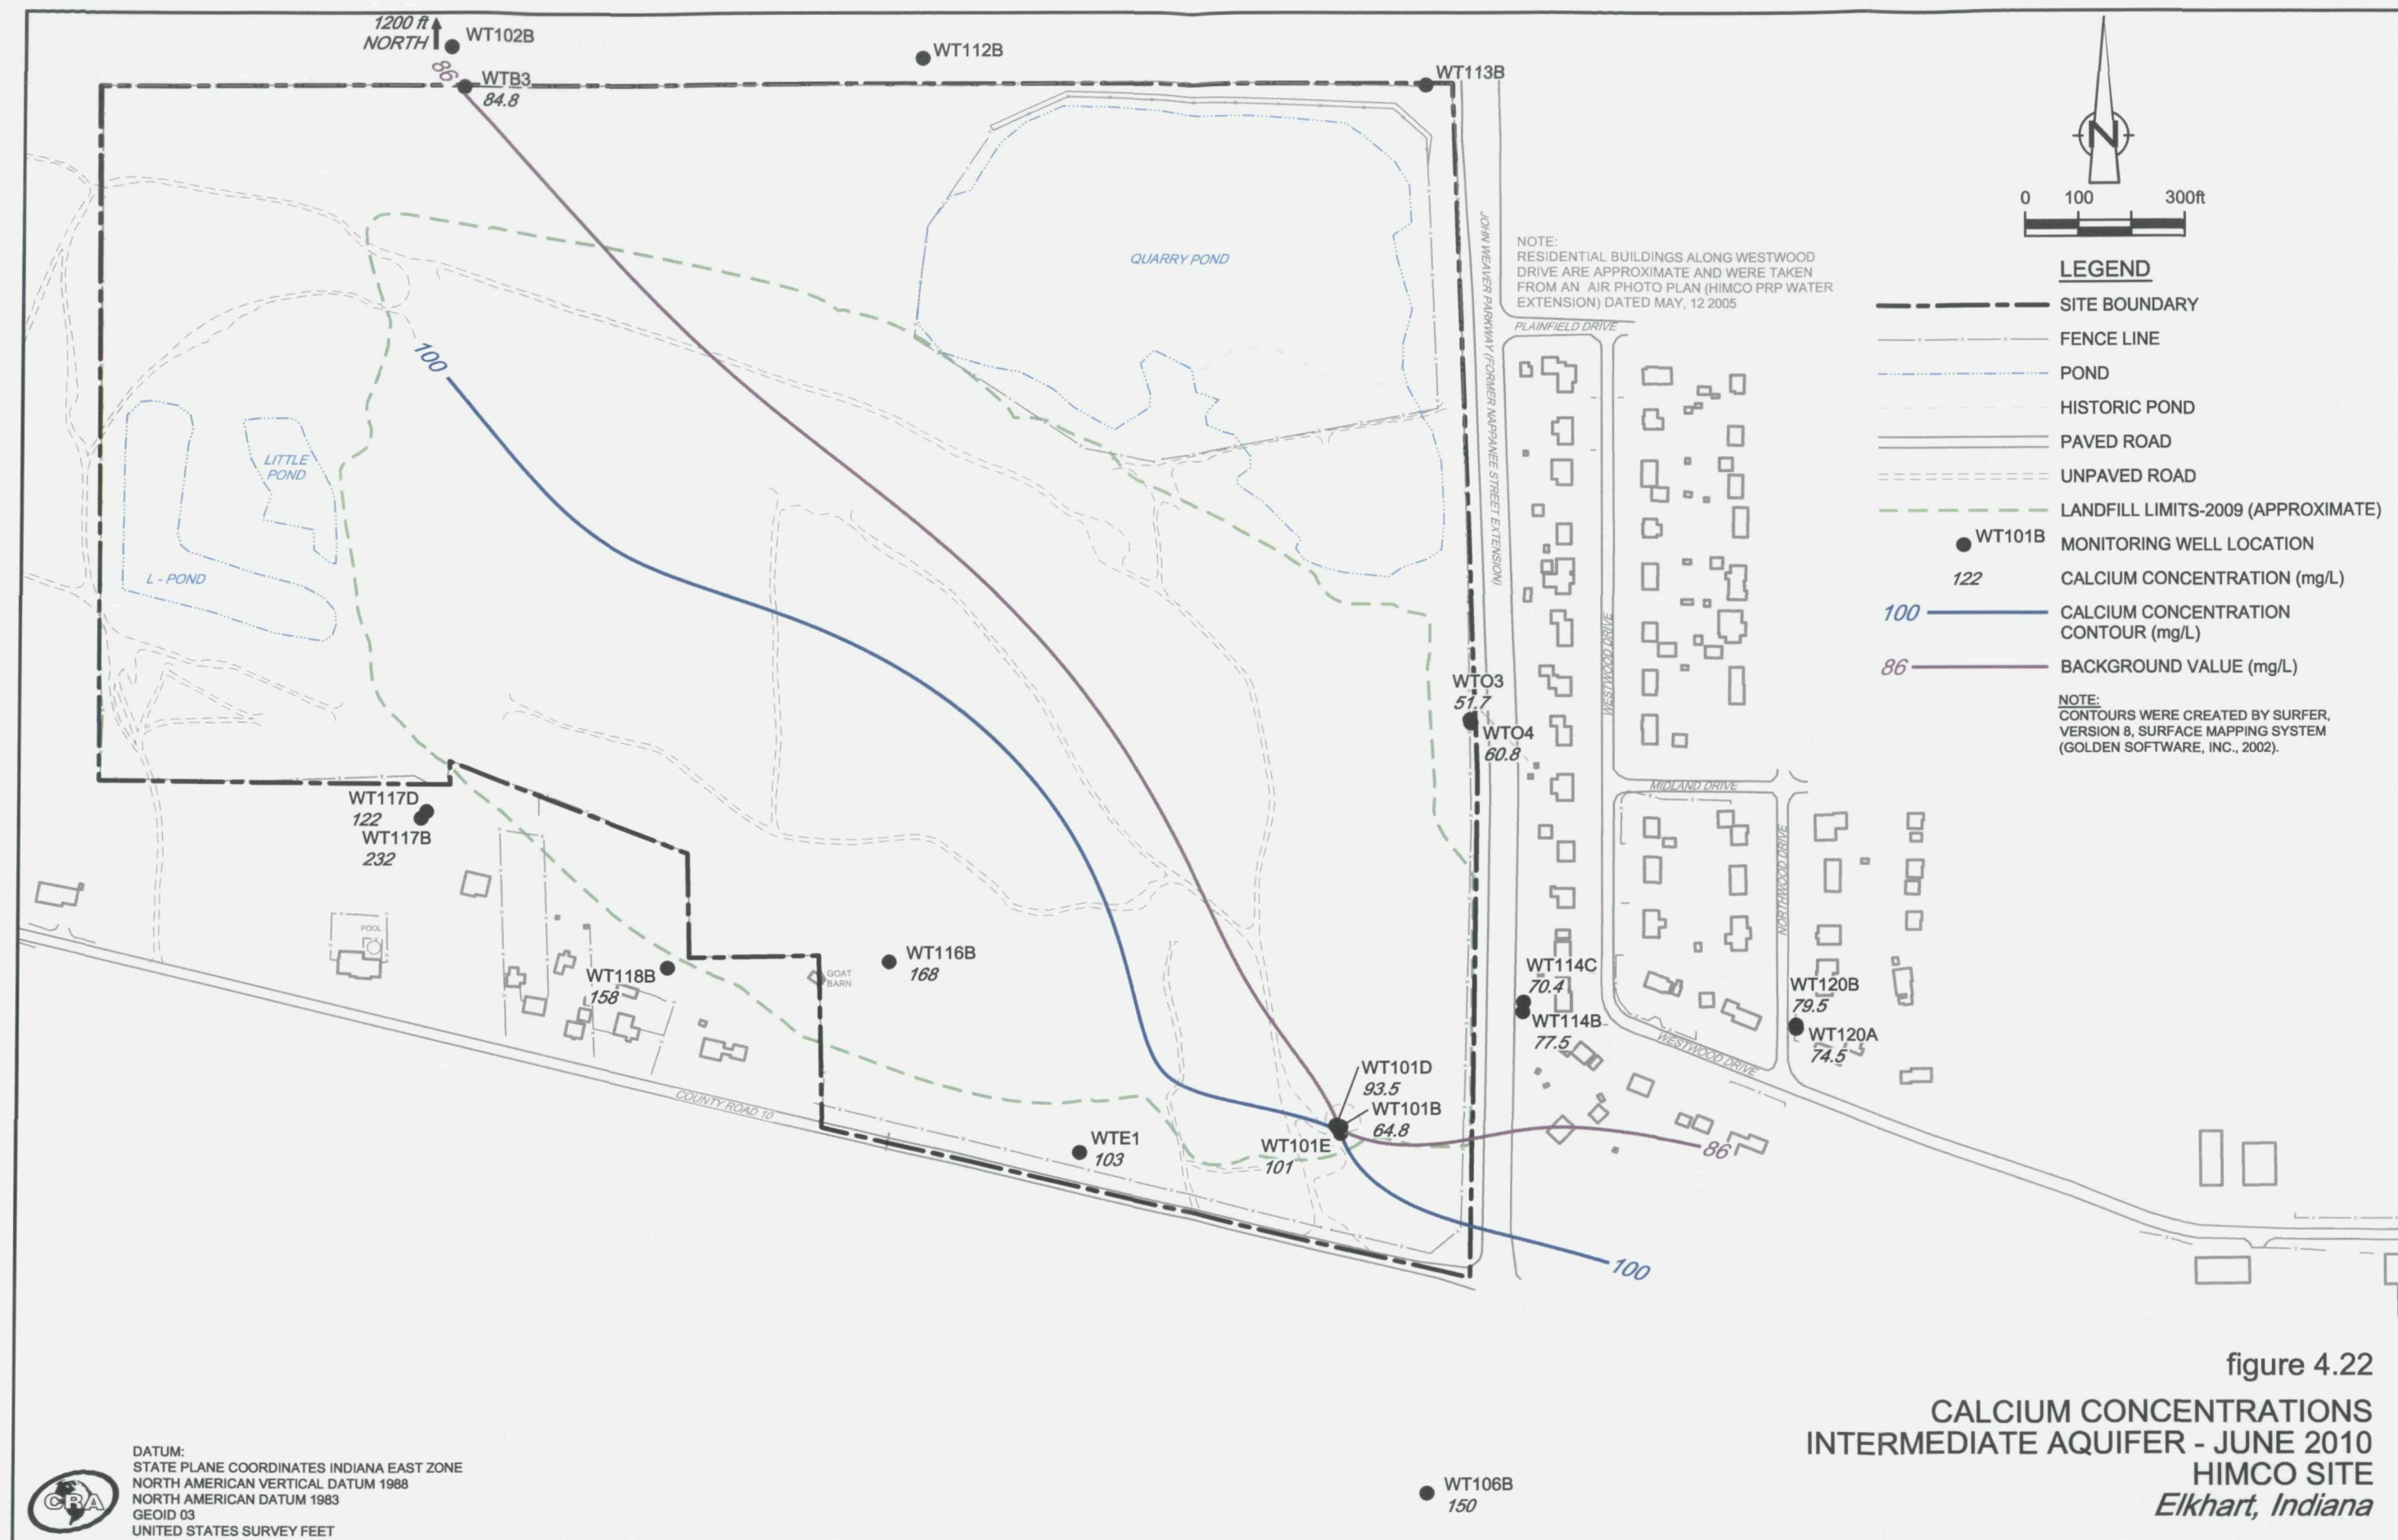 1200 ft
NORTH
WT102B
WT112B
86
WTB3
84.8
WT113B
N
0 100 300ft
QUARRY POND
JOHN WEAVER PARKWAY (FORMER NAPPANEE STREET EXTENSION)
NOTE:
RESIDENTIAL BUILDINGS ALONG WESTWOOD
DRIVE ARE APPROXIMATE AND WERE TAKEN
FROM AN AIR PHOTO PLAN (HIMCO PRP WATER
EXTENSION) DATED MAY, 12 2005
PLAINFIELD DRIVE
LEGEND
SITE BOUNDARY
FENCE LINE
POND
HISTORIC POND
PAVED ROAD
UNPAVED ROAD
LANDFILL LIMITS-2009 (APPROXIMATE)
WT101B MONITORING WELL LOCATION
122 CALCIUM CONCENTRATION (mg/L)
100 CALCIUM CONCENTRATION
CONTOUR (mg/L)
86 BACKGROUND VALUE (mg/L)
NOTE:
CONTOURS WERE CREATED BY SURFER,
VERSION 8, SURFACE MAPPING SYSTEM
(GOLDEN SOFTWARE, INC., 2002).
100
LITTLE
POND
L - POND
WESTWOOD DRIVE
WTO3
51.7
WTO4
60.8
MIDLAND DRIVE
NORTHWOOD DRIVE
WT117D
122
WT117B
232
POOL
WT118B
158
GOAT
BARN
WT116B
168
WT114C
70.4
WT114B
77.5
WT120B
79.5
WT120A
74.5
WESTWOOD DRIVE
COUNTY ROAD 10
WT101D
93.5
WT101B
64.8
WT101E
101
WTE1
103
86
100
WT106B
150
figure 4.22
CALCIUM CONCENTRATIONS
INTERMEDIATE AQUIFER - JUNE 2010
HIMCO SITE
Elkhart, Indiana
CRA
DATUM:
STATE PLANE COORDINATES INDIANA EAST ZONE
NORTH AMERICAN VERTICAL DATUM 1988
NORTH AMERICAN DATUM 1983
GEOID 03
UNITED STATES SURVEY FEET